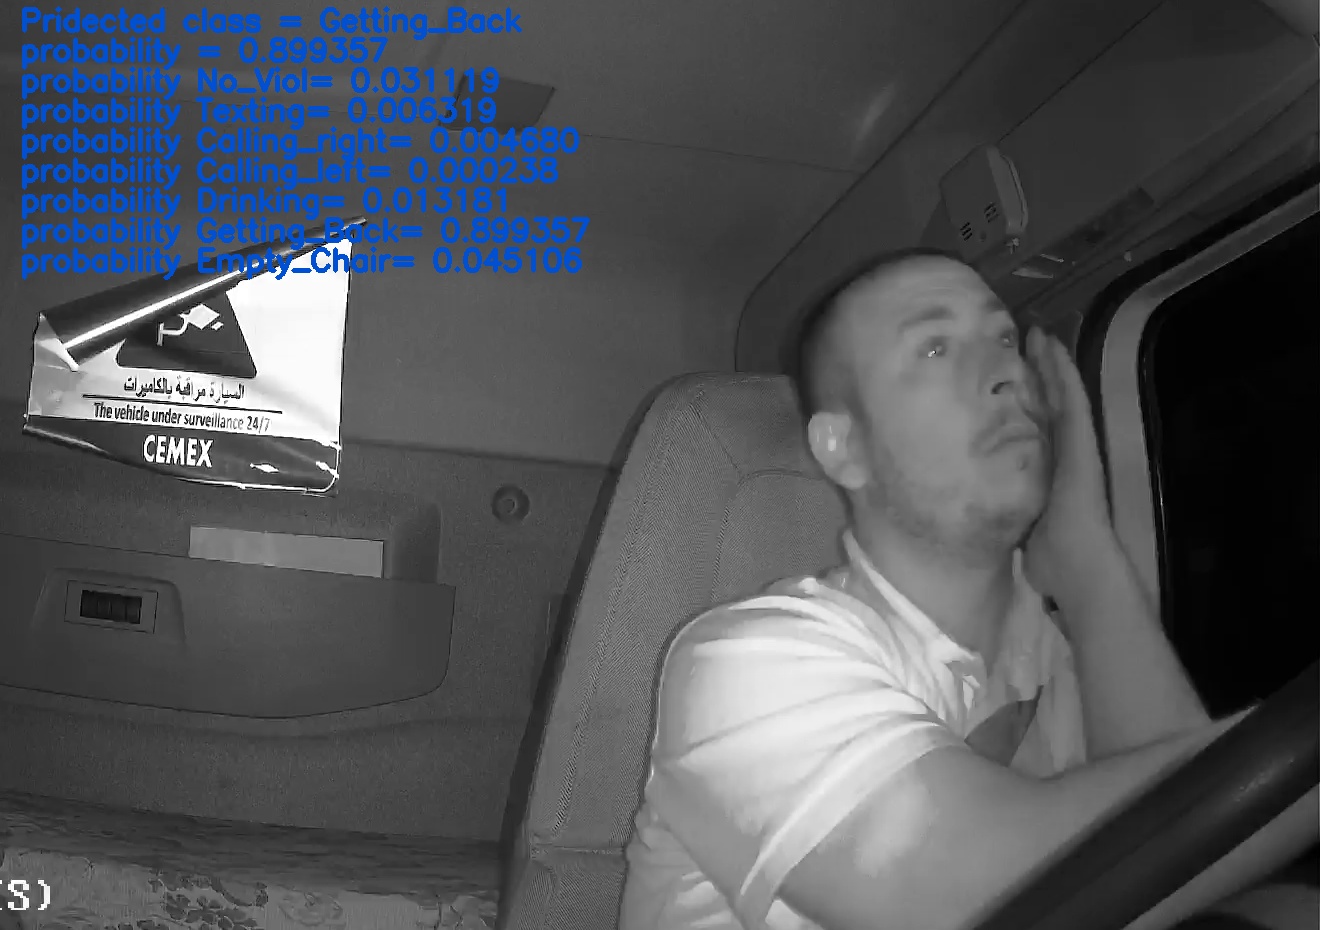 Pridected class = Getting_Back
probability = 0.899357
probability No_Viol= 0.031119
probability Texting= 0.006319
probability Calling_right= 0.004680
probability Calling_left= 0.000238
probability Drinking= 0.013181
probability Getting_Back= 0.899357
probability Empty_Chair= 0.045106
السيارة مراقبة بالكاميرات
The vehicle under surveillance 24/7
CEMEX
S)